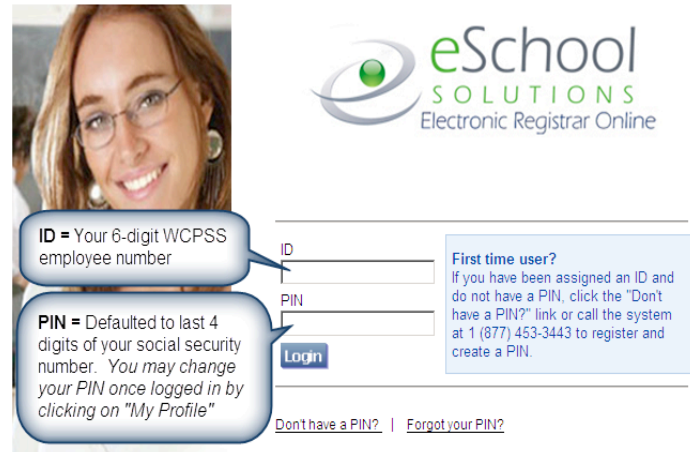 eSchool
SOLUTIONS
Electronic Registrar Online
ID = Your 6-digit WCPSS
employee number
PIN = Defaulted to last 4
digits of your social security
number. You may change
your PIN once logged in by
clicking on "My Profile"
ID
PIN
Login
First time user?
If you have been assigned an ID and
do not have a PIN, click the "Don't
have a PIN?" link or call the system
at 1 (877) 453-3443 to register and
create a PIN.
Don't have a PIN? | Forgot your PIN?